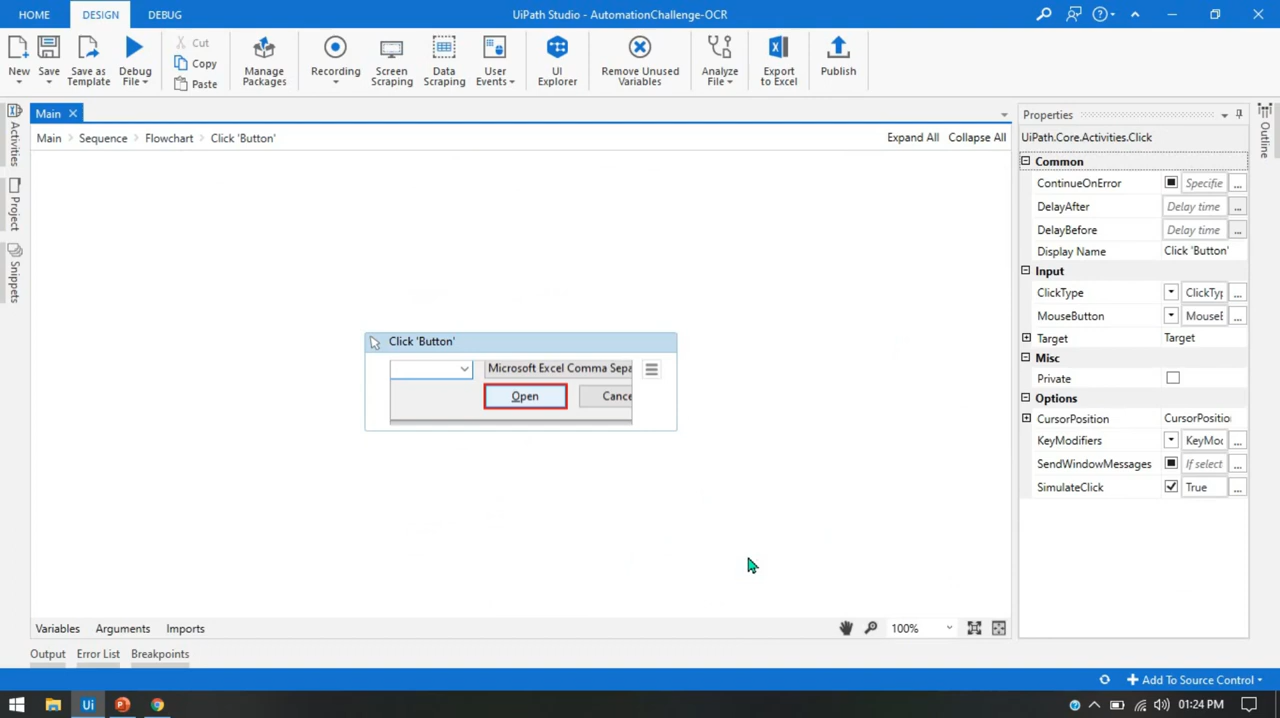 HOME
DESIGN
DEBUG
UiPath Studio - AutomationChallenge-OCR
New
Save
Save as Template
Debug File
Cut
Copy
Paste
Manage Packages
Recording
Screen Scraping
Data Scraping
User Events
UI Explorer
Remove Unused Variables
Analyze File
Export to Excel
Publish
Activities
Project
Snippets
Main
Main
Sequence
Flowchart
Click 'Button'
Expand All
Collapse All
Click 'Button'
Microsoft Excel Comma Sepa
Open
Cance
Properties
UiPath.Core.Activities.Click
Common
ContinueOnError
Specifie
...
DelayAfter
Delay time
...
DelayBefore
Delay time
...
Display Name
Click 'Button'
Input
ClickType
ClickTyp
...
MouseButton
MouseB
...
Target
Target
Misc
Private
Options
CursorPosition
CursorPositio
KeyModifiers
KeyMoc
...
SendWindowMessages
If select
...
SimulateClick
True
...
Outline
Variables
Arguments
Imports
100%
Output
Error List
Breakpoints
Add To Source Control
Ui
01:24 PM